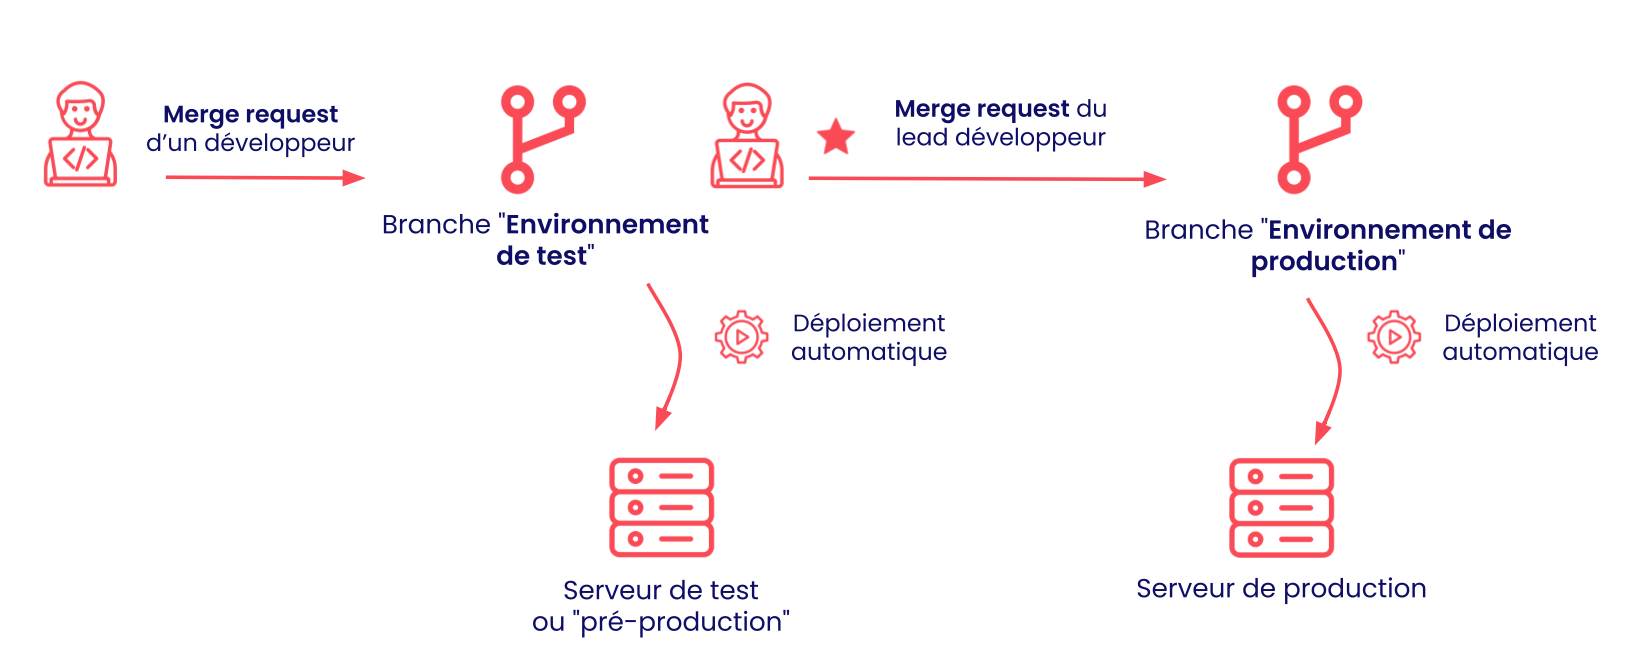 Merge request
d’un développeur
Branche "Environnement
de test"
Merge request du
lead développeur
Branche "Environnement de
production"
Déploiement
automatique
Déploiement
automatique
Serveur de test
ou "pré-production"
Serveur de production